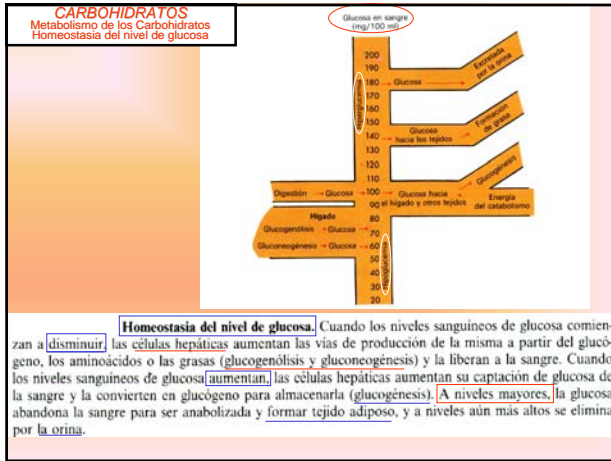 CARBOHIDRATOS
Metabolismo de los Carbohidratos
Homeostasia del nivel de glucosa
Glucosa en sangre
(mg/100 ml)
200
190
180
170
160
150
140
130
120
110
100
90
80
70
60
50
40
30
20
Hiperglucemia
Hipoglucemia
Glucosa
Excretada
por la orina
Glucosa
hacia los tejidos
Formación
de grasa
Digestión
Glucosa
Glucosa hacia
el hígado y otros tejidos
Glucogénesis
Energía
del catabolismo
Hígado
Glucogenólisis
Glucosa
Gluconeogénesis
Glucosa
Homeostasia del nivel de glucosa. Cuando los niveles sanguíneos de glucosa comien-
zan a disminuir, las células hepáticas aumentan las vías de producción de la misma a partir del glucó-
geno, los aminoácidos o las grasas (glucogenólisis y gluconeogénesis) y la liberan a la sangre. Cuando
los niveles sanguíneos de glucosa aumentan, las células hepáticas aumentan su captación de glucosa de
la sangre y la convierten en glucógeno para almacenarla (glucogénesis). A niveles mayores, la glucosa
abandona la sangre para ser anabolizada y formar tejido adiposo, y a niveles aún más altos se elimina
por la orina.